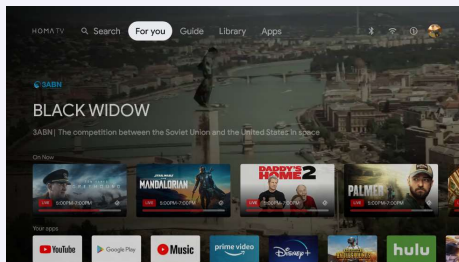 HOMATV Search For you Guide Library Apps
3ABN
BLACK WIDOW
3ABN | The competition between the Soviet Union and the United States in space
On Now
GREYHOUND
LIVE 5:00PM-7:00PM
STAR WARS
MANDALORIAN
LIVE 5:00PM-7:00PM
DADDY'S
HOME 2
LIVE 5:00PM-7:00PM
PALMER
LIVE 5:00PM-7:00PM
Your apps
YouTube
Google Play
Music
prime video
Disney+
hulu